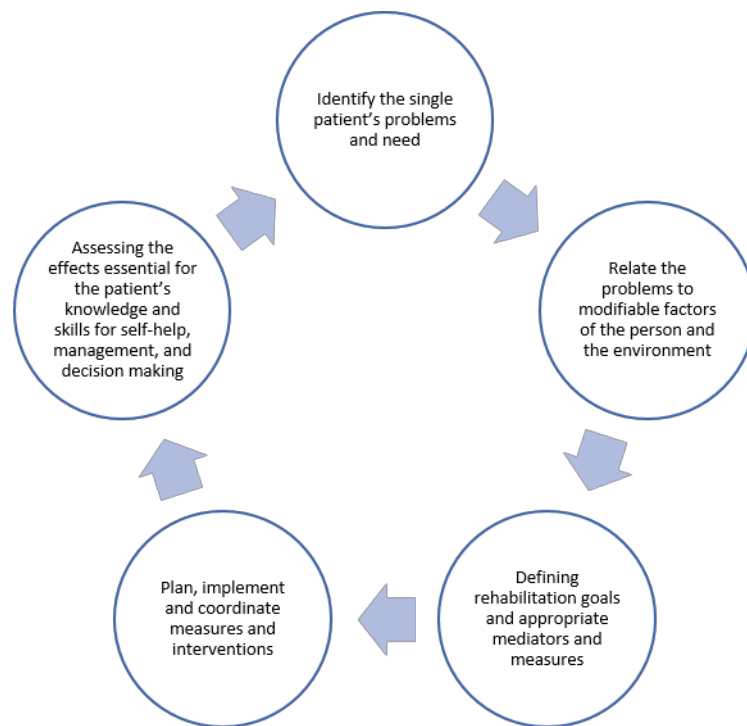 Identify the single
patient's problems
and need
Relate the
problems to
modifiable factors
of the person and
the environment
Defining
rehabilitation goals
and appropriate
mediators and
measures
Plan, implement
and coordinate
measures and
interventions
Assessing the
effects essential for
the patient's
knowledge and
skills for self-help,
management, and
decision making